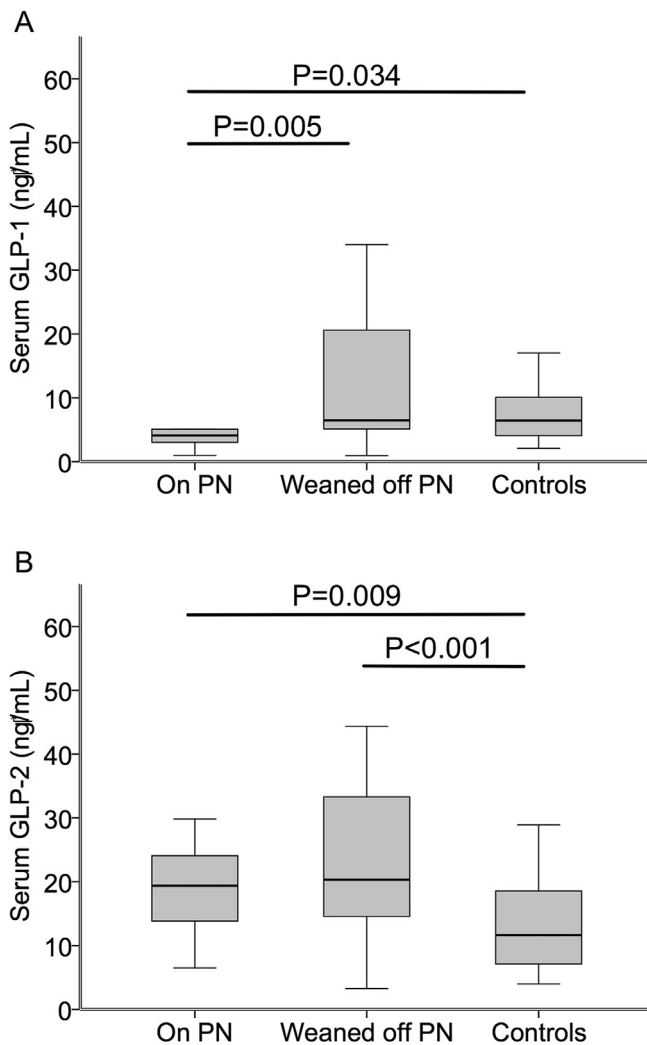 A
Serum GLP-1 (ng/mL)
60
50
40
30
20
10
0
P=0.034
P=0.005
On PN
Weaned off PN
Controls
B
Serum GLP-2 (ng/mL)
60
50
40
30
20
10
0
P=0.009
P<0.001
On PN
Weaned off PN
Controls